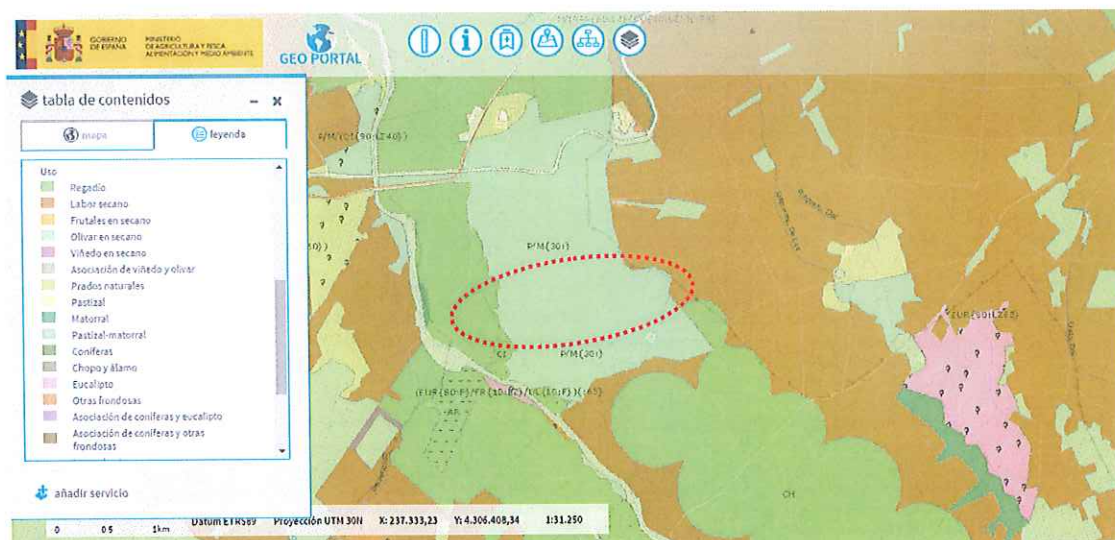 GOBIERNO
DE ESPAÑA
MINISTERIO
DE AGRICULTURA Y PESCA
ALIMENTACIÓN Y MEDIO AMBIENTE
GEO PORTAL
tabla de contenidos
mapa
leyenda
Uso
Regadío
Labor secano
Frutales en secano
Olivar en secano
Viñedo en secano
Asociación de viñedo y olivar
Prados naturales
Pastizal
Matorral
Pastizal-matorral
Coníferas
Chopo y álamo
Eucalipto
Otras frondosas
Asociación de coníferas y eucalipto
Asociación de coníferas y otras
frondosas
añadir servicio
P/M(30:)
P/M(30:)
CI
CH
0 0.5 1km
Datum ETRS89 Proyección UTM 30N X: 237.333,23 Y: 4.306.408,34 1:31.250